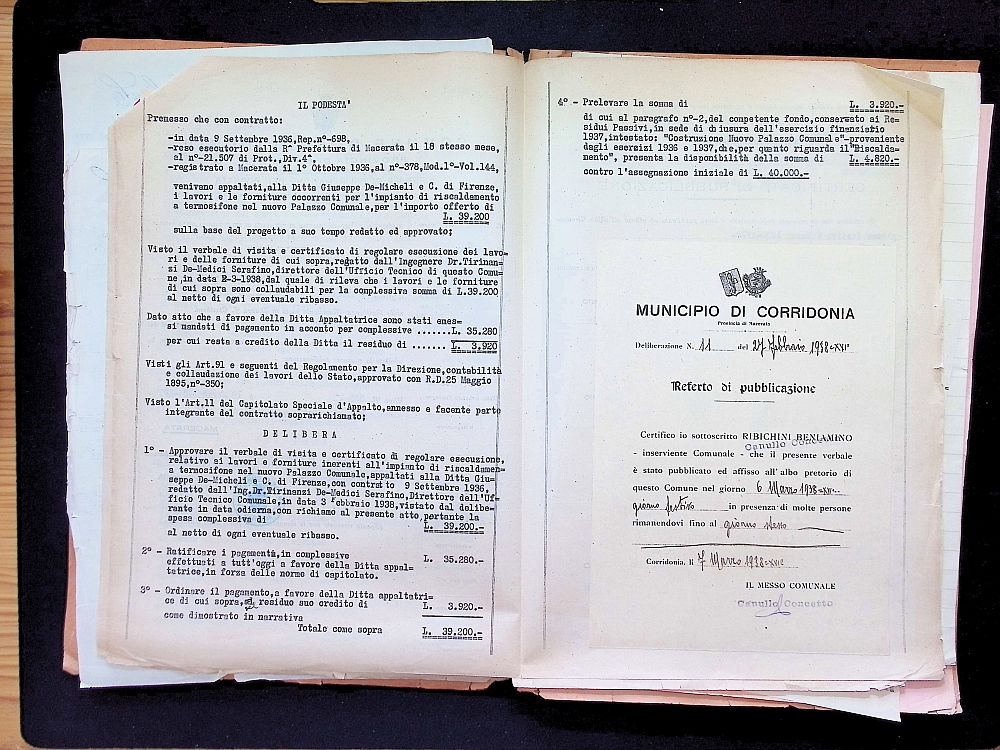 IL PODESTA'
Premesso che con contratto:
-in data 9 Settembre 1936,Rep.n°-698,
-reso esecutorio dalla R^ Prefettura di Macerata il 18 stesso mese,
al n°-21.507 di Prot.,Div.4^,
-registrato a Macerata il 1° Ottobre 1936,al n°-378,Mod.1°-Vol.144,
venivano appaltati,alla Ditta Giuseppe De-Micheli e C. di Firenze,
i lavori e le forniture occorrenti per l'impianto di riscaldamento
a termosifone nel nuovo Palazzo Comunale,per l'importo offerto di
L. 39.200
sulla base del progetto a suo tempo redatto ed approvato;
Visto il verbale di visita e certificato di regolare esecuzione dei lavo=
ri e delle forniture di cui sopra,redatto dall'Ingegnere Dr.Tirinan=
zi De-Medici Serafino,direttore dell'Ufficio Tecnico di questo Comu=
ne,in data 2-3-1938,dal quale di rileva che i lavori e le forniture
di cui sopra sono collaudabili per la complessiva somma di L.39.200
al netto di ogni eventuale ribasso.
Dato atto che a favore della Ditta Appaltatrice sono stati emes=
si mandati di pagamento in acconto per complessive .......L. 35.280
per cui resta a credito della Ditta il residuo di ....... L. 3.920
Visti gli Art.91 e seguenti del Regolamento per la Direzione,contabilità
e collaudazione dei lavori dello Stato,approvato con R.D.25 Maggio
1895,n°-350;
Visto l'Art.11 del Capitolato Speciale d'Appalto,annesso e facente parte
integrante del contratto soprarichiamato;
D E L I B E R A
1° - Approvare il verbale di visita e certificato di regolare esecuzione,
relativo ai lavori e forniture inerenti all'impianto di riscaldamen=
a termosifone nel nuovo Palazzo Comunale,appaltati alla Ditta Giu=
seppe De-Micheli e C. di Firenze,con contratto 9 Settembre 1936,
redatto dall'Ing.Dr.Tirinanzi De-Medici Serafino,Direttore dell'Uf=
ficio Tecnico Comunale,in data 3 febbraio 1938,vistato dal delibe=
rante in data odierna,con richiamo al presente atto,portante la
spesa complessiva di L. 39.200.-
al netto di ogni eventuale ribasso.
2° - Ratificare i pagamenti,in complessive L. 35.280.-
effettuati a tutt'oggi a favore della Ditta appal=
tatrice,in forza delle norme di capitolato.
3° - Ordinare il pagamento,a favore della Ditta appaltatri=
ce di cui sopra, residuo suo credito di L. 3.920.-
come dimostrato in narrativa
Totale come sopra L. 39.200.-
4° - Prelevare la somma di L. 3.920.-
di cui al paragrafo n°-2,del competente fondo,conservato ai Re=
sidui Passivi,in sede di chiusura dell'esercizio finanziario
1937,intestato: "Costruzione Nuovo Palazzo Comunale"-proveniente
dagli esercizi 1936 e 1937,che,per quanto riguarda il"Riscalda=
mento", presenta la disponibilità della somma di L. 4.820.-
contro l'assegnazione iniziale di L. 40.000.-
MUNICIPIO DI CORRIDONIA
Provincia di Macerata
Deliberazione N. 11 del 27 febbraio 1938-XVI°
Referto di pubblicazione
Certifico io sottoscritto RIBICHINI BENIAMINO
Canullo Concetto
- inserviente Comunale - che il presente verbale
è stato pubblicato ed affisso all'albo pretorio di
questo Comune nel giorno 6 Marzo 1938-XVI-
giorno festivo in presenza di molte persone
rimanendovi fino al giorno stesso
Corridonia, li 7 Marzo 1938-XVI°
IL MESSO COMUNALE
Canullo Concetto